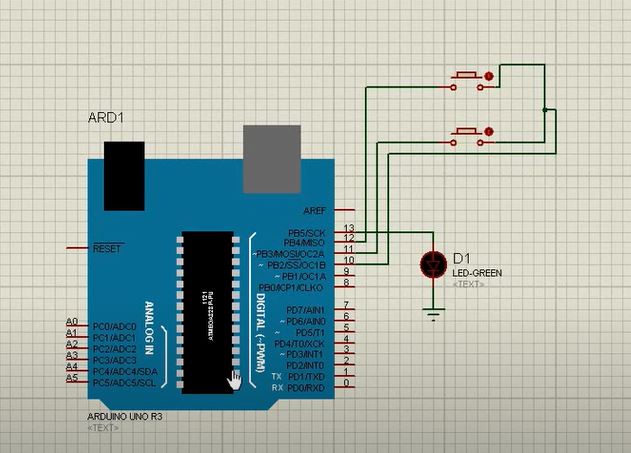 ARD1
AREF
RESET
PB5/SCK
13
PB4/MISO
12
~PB3/MOSI/OC2A
11
~ PB2/SS/OC1B
10
~ PB1/OC1A
9
PB0/ICP1/CLKO
8
PD7/AIN1
7
~ PD6/AIN0
6
~ PD5/T1
5
PD4/T0/XCK
4
~ PD3/INT1
3
PD2/INT0
2
TX PD1/TXD
1
RX PD0/RXD
0
A0 PC0/ADC0
A1 PC1/ADC1
A2 PC2/ADC2
A3 PC3/ADC3
A4 PC4/ADC4/SDA
A5 PC5/ADC5/SCL
ANALOG IN
DIGITAL (~PWM)
1121
D1
LED-GREEN
<TEXT>
ARDUINO UNO R3
<TEXT>